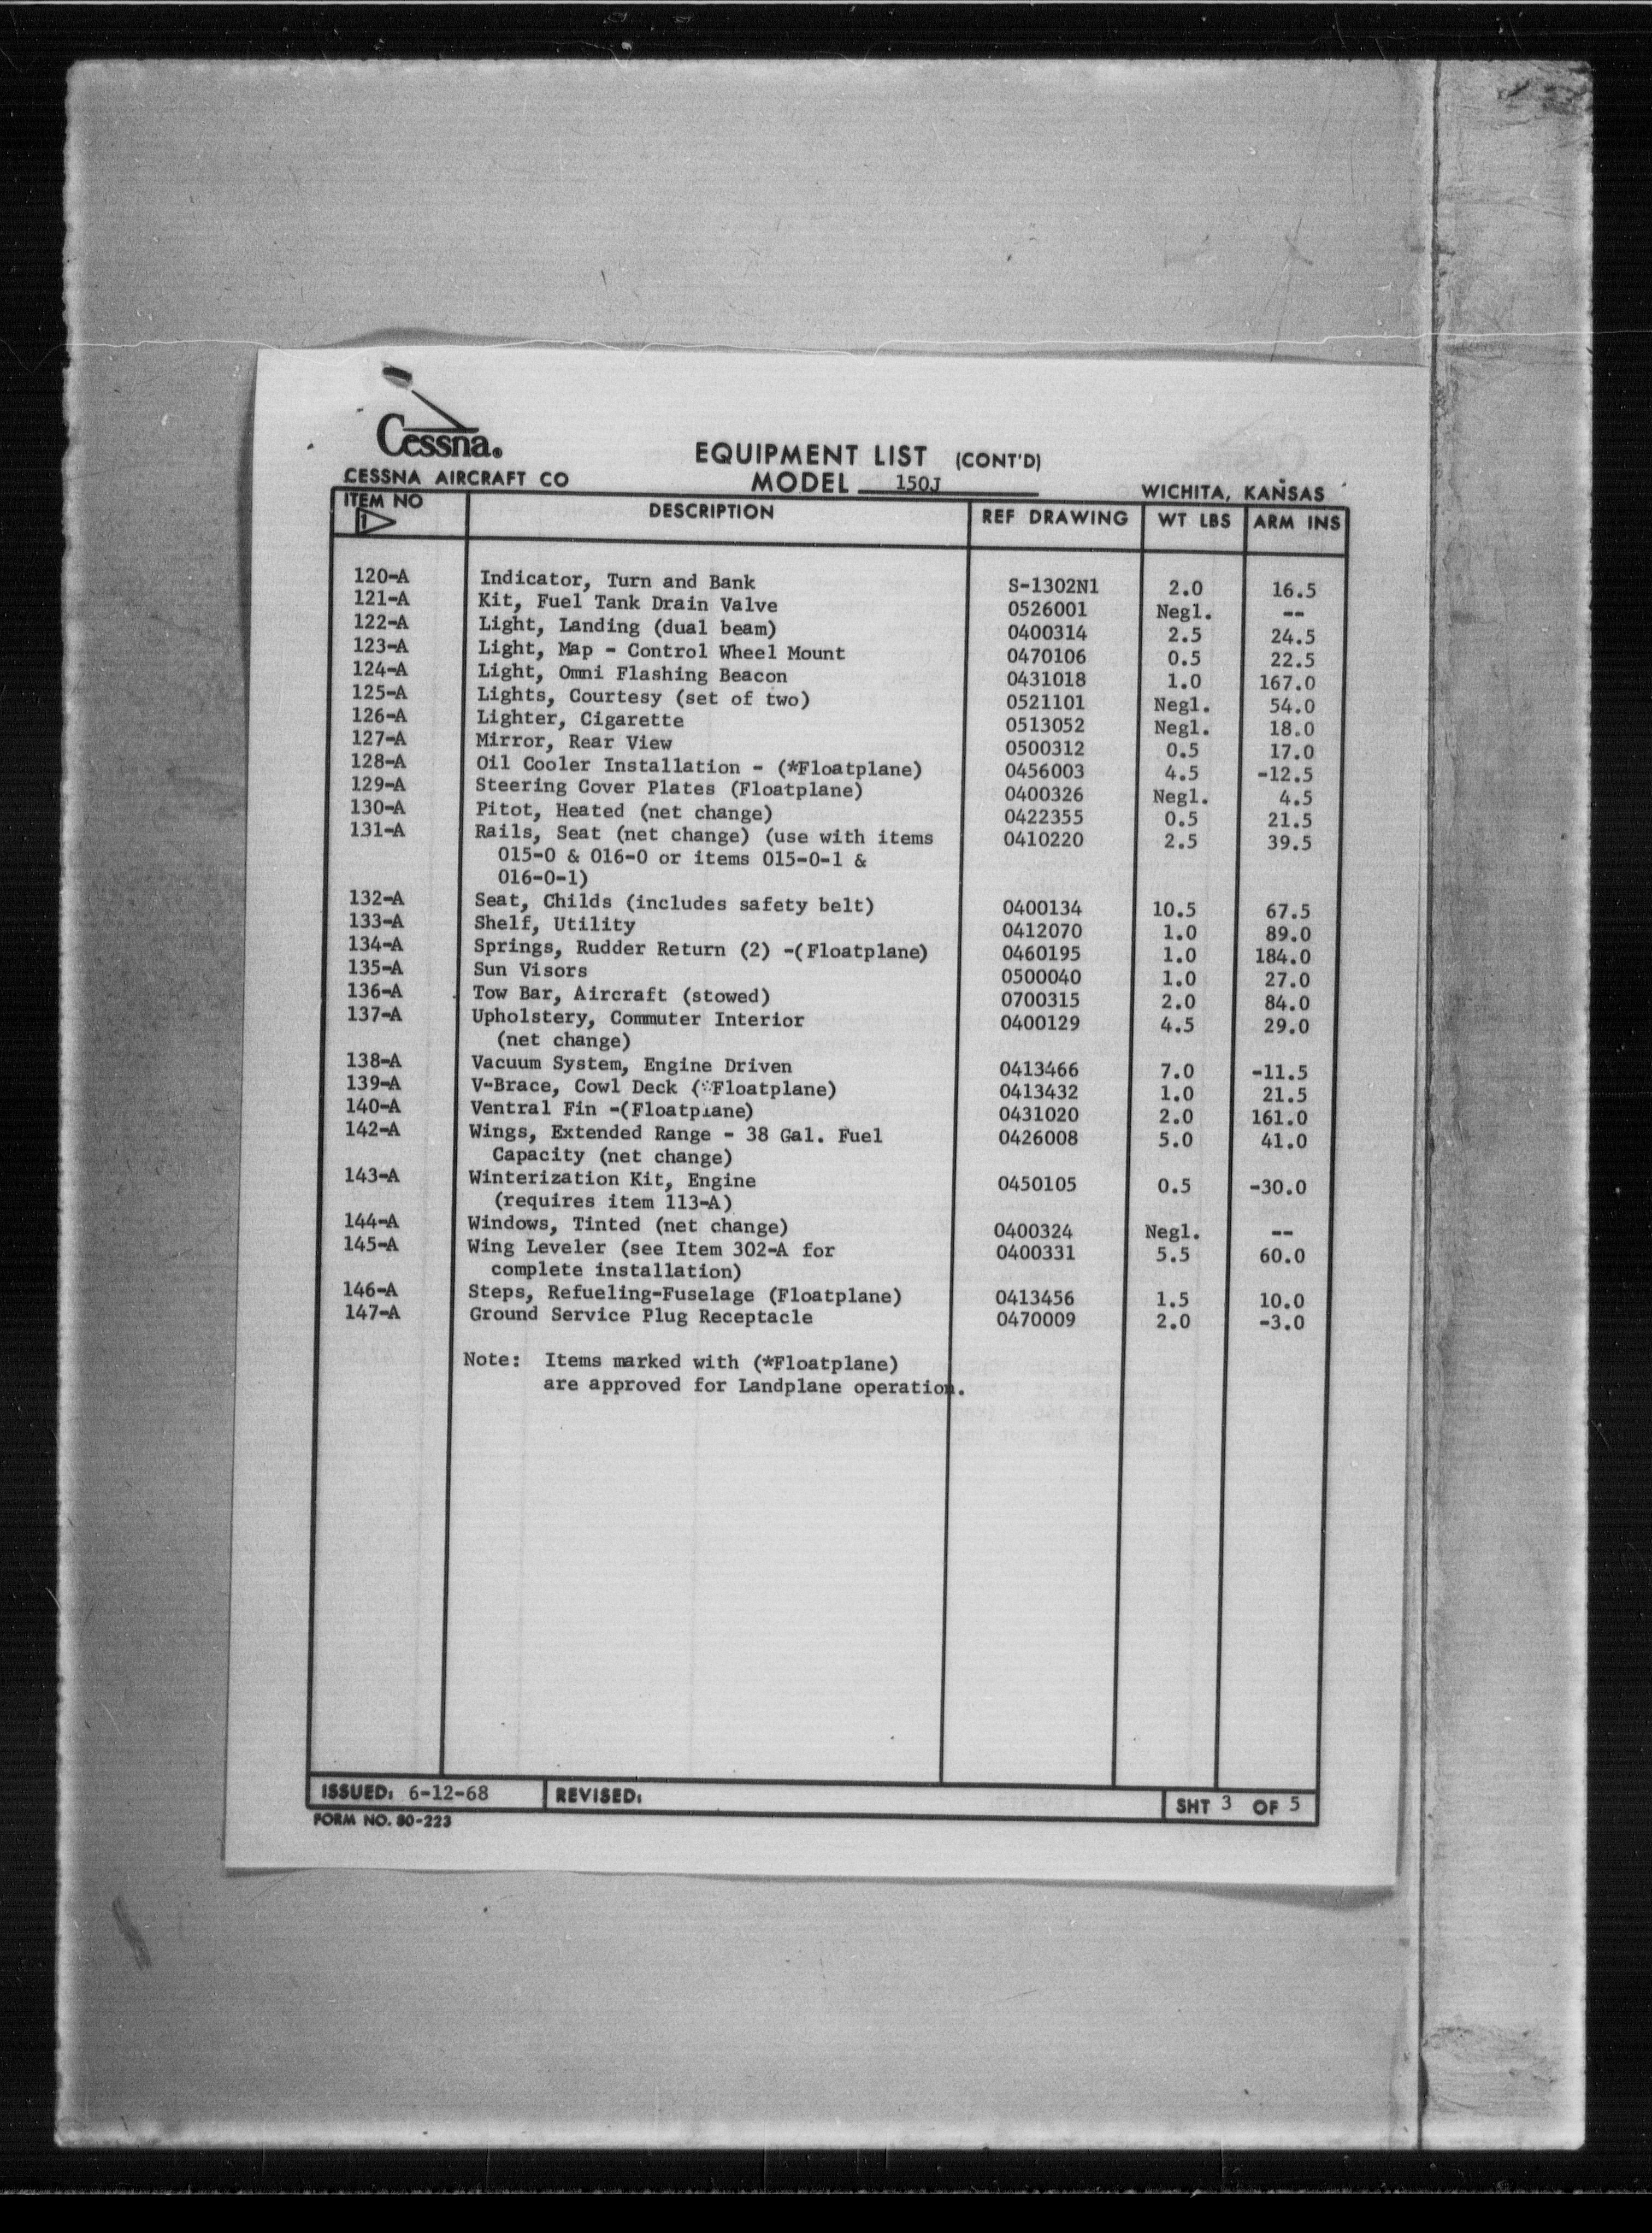 Cessna.
CESSNA AIRCRAFT CO
EQUIPMENT LIST (CONT'D)
MODEL 150J
WICHITA, KANSAS
ITEM NO 1 DESCRIPTION REF DRAWING WT LBS ARM INS
120-A Indicator, Turn and Bank S-1302N1 2.0 16.5
121-A Kit, Fuel Tank Drain Valve 0526001 Negl. --
122-A Light, Landing (dual beam) 0400314 2.5 24.5
123-A Light, Map - Control Wheel Mount 0470106 0.5 22.5
124-A Light, Omni Flashing Beacon 0431018 1.0 167.0
125-A Lights, Courtesy (set of two) 0521101 Negl. 54.0
126-A Lighter, Cigarette 0513052 Negl. 18.0
127-A Mirror, Rear View 0500312 0.5 17.0
128-A Oil Cooler Installation - (*Floatplane) 0456003 4.5 -12.5
129-A Steering Cover Plates (Floatplane) 0400326 Negl. 4.5
130-A Pitot, Heated (net change) 0422355 0.5 21.5
131-A Rails, Seat (net change) (use with items 0410220 2.5 39.5
015-0 & 016-0 or items 015-0-1 &
016-0-1)
132-A Seat, Childs (includes safety belt) 0400134 10.5 67.5
133-A Shelf, Utility 0412070 1.0 89.0
134-A Springs, Rudder Return (2) -(Floatplane) 0460195 1.0 184.0
135-A Sun Visors 0500040 1.0 27.0
136-A Tow Bar, Aircraft (stowed) 0700315 2.0 84.0
137-A Upholstery, Commuter Interior 0400129 4.5 29.0
(net change)
138-A Vacuum System, Engine Driven 0413466 7.0 -11.5
139-A V-Brace, Cowl Deck (*Floatplane) 0413432 1.0 21.5
140-A Ventral Fin -(Floatplane) 0431020 2.0 161.0
142-A Wings, Extended Range - 38 Gal. Fuel 0426008 5.0 41.0
Capacity (net change)
143-A Winterization Kit, Engine 0450105 0.5 -30.0
(requires item 113-A)
144-A Windows, Tinted (net change) 0400324 Negl. --
145-A Wing Leveler (see Item 302-A for 0400331 5.5 60.0
complete installation)
146-A Steps, Refueling-Fuselage (Floatplane) 0413456 1.5 10.0
147-A Ground Service Plug Receptacle 0470009 2.0 -3.0
Note: Items marked with (*Floatplane)
are approved for Landplane operation.
ISSUED: 6-12-68 REVISED: SHT 3 OF 5
FORM NO. 80-223